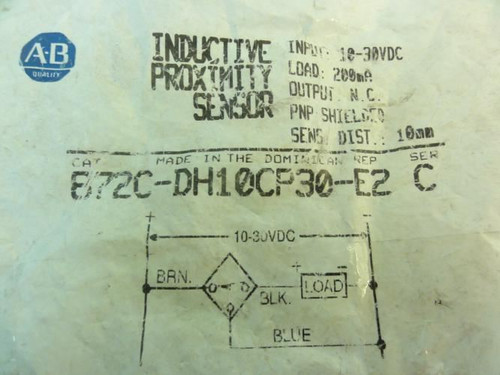 A-B
QUALITY
INDUCTIVE
PROXIMITY
SENSOR
INPUT: 10-30VDC
LOAD: 200mA
OUTPUT: N.C.
PNP SHIELDED
SENS. DIST.: 10mm
CAT MADE IN THE DOMINICAN REP SER
872C-DH10CP30-E2 C
+ -
10-30VDC
+ -
BRN. BLK. LOAD
BLUE